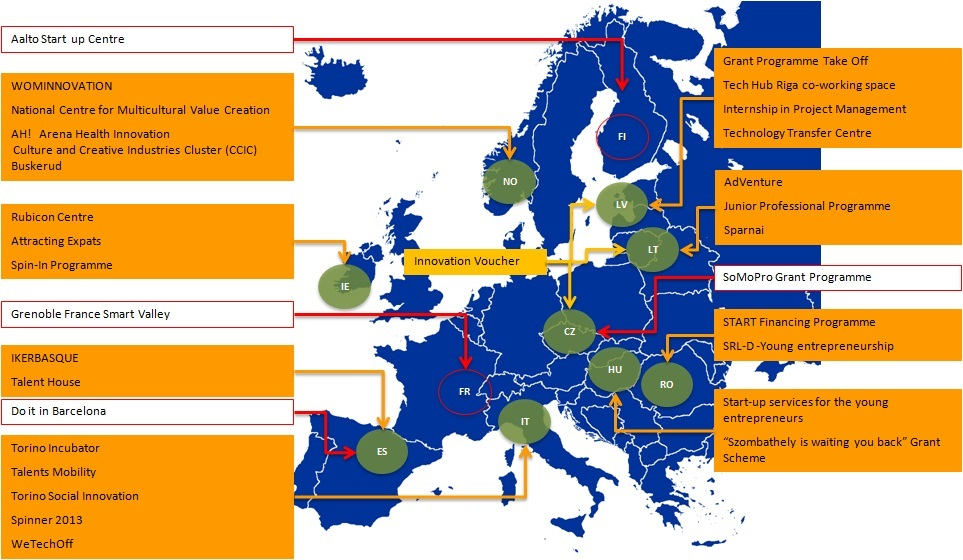 Aalto Start up Centre
WOMINNOVATION
National Centre for Multicultural Value Creation
AH! Arena Health Innovation
Culture and Creative Industries Cluster (CCIC)
Buskerud
Rubicon Centre
Attracting Expats
Spin-In Programme
Grenoble France Smart Valley
IKERBASQUE
Talent House
Do it in Barcelona
Torino Incubator
Talents Mobility
Torino Social Innovation
Spinner 2013
WeTechOff
FI
NO
LV
LT
Innovation Voucher
IE
CZ
HU
RO
FR
IT
ES
Grant Programme Take Off
Tech Hub Riga co-working space
Internship in Project Management
Technology Transfer Centre
AdVenture
Junior Professional Programme
Sparnai
SoMoPro Grant Programme
START Financing Programme
SRL-D -Young entrepreneurship
Start-up services for the young
entrepreneurs
“Szombathely is waiting you back” Grant
Scheme